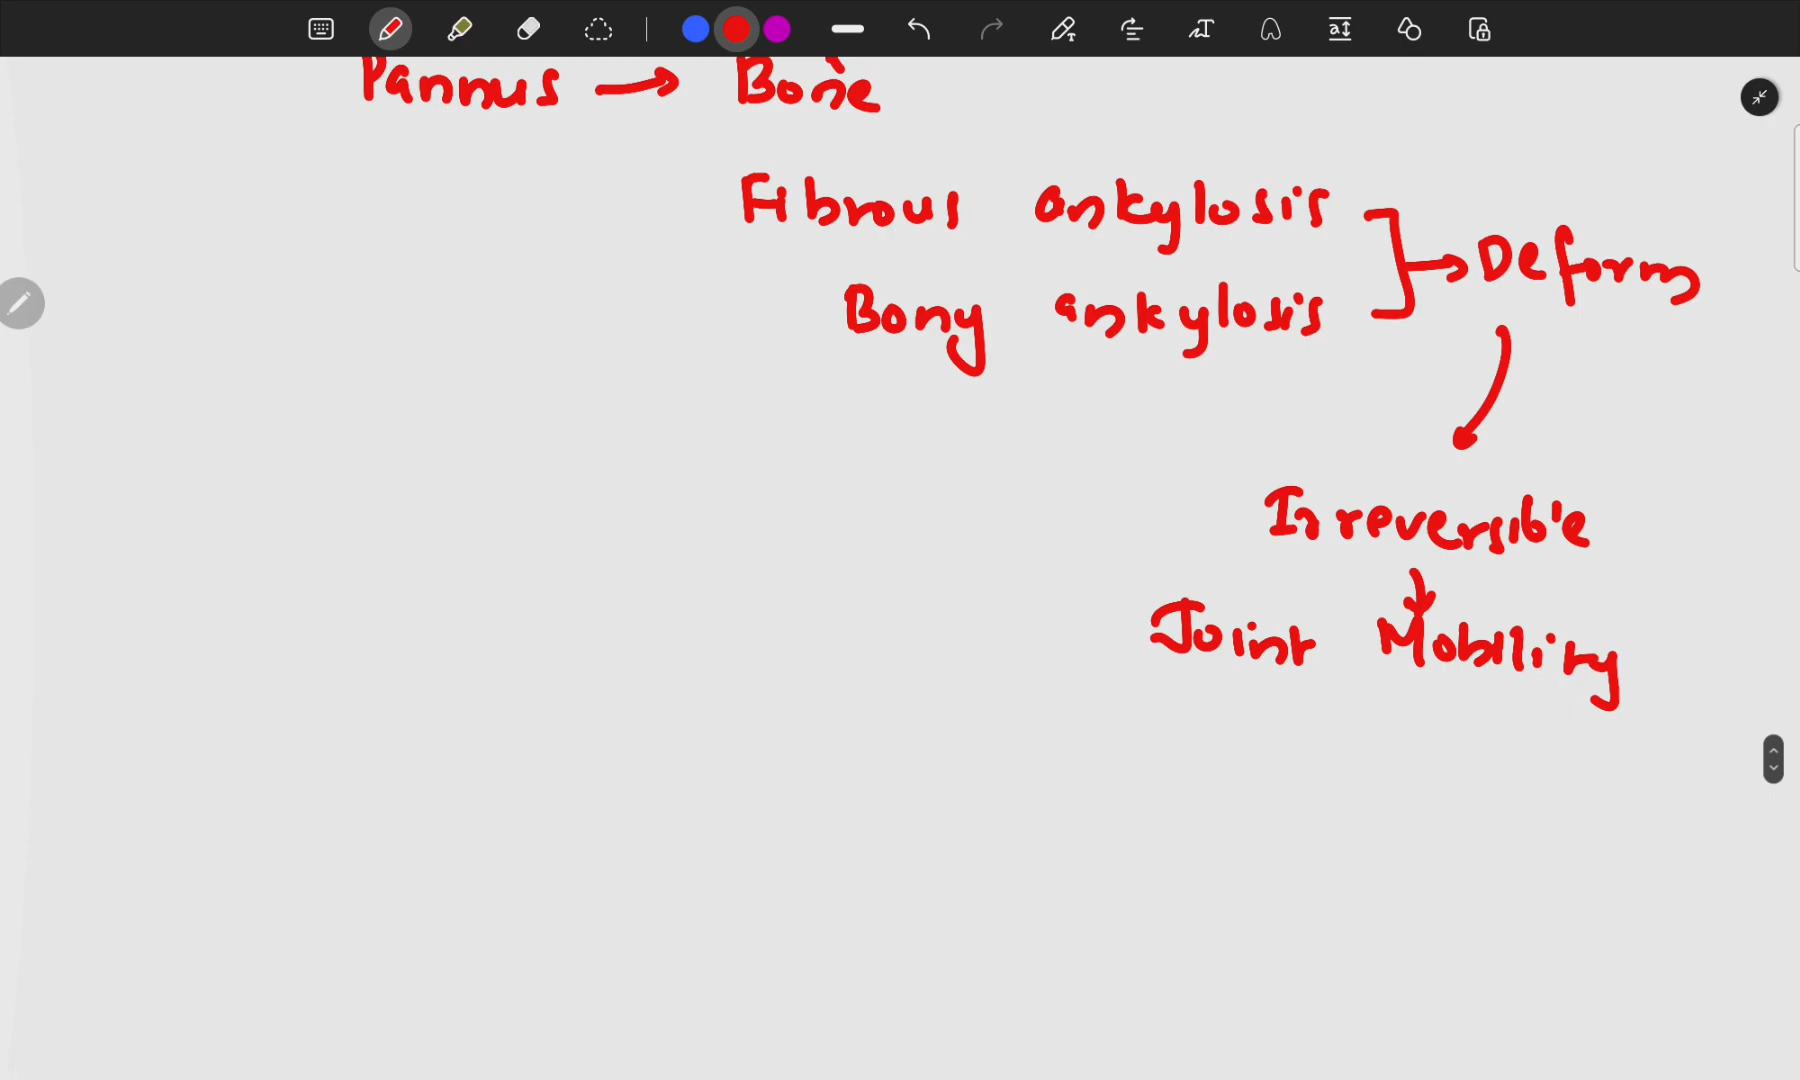 Pannus → Bone
Fibrous ankylosis
Bony ankylosis
→ Deform
Irreversible
↓
Joint Mobility